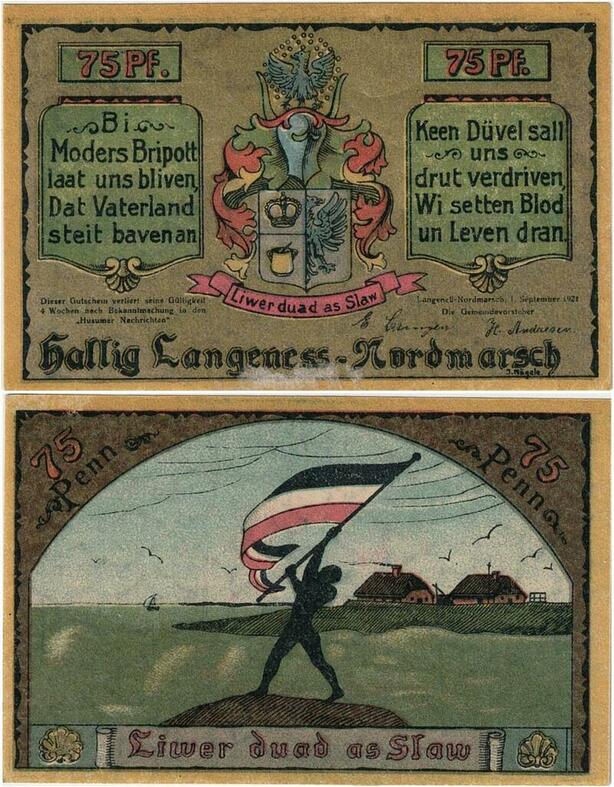 75 Pf.
75 Pf.
Bi
Moders Bripott
laat uns bliven,
Dat Vaterland
steit bavenan
Keen Düvel sall
uns
drut verdriven,
Wi setten Blod
un Leven dran.
Liwer duad as Slaw
Dieser Gutschein verliert seine Gültigkeit
4 Wochen nach Bekanntmachung in den
„Husumer Nachrichten"
Langeneß-Nordmarsch, 1. September 1921
Die Gemeindevorsteher
H. Andresen
Hallig Langeness-Nordmarsch
J. Nägele.
75
Penn
75
Penn
Liwer duad as Slaw